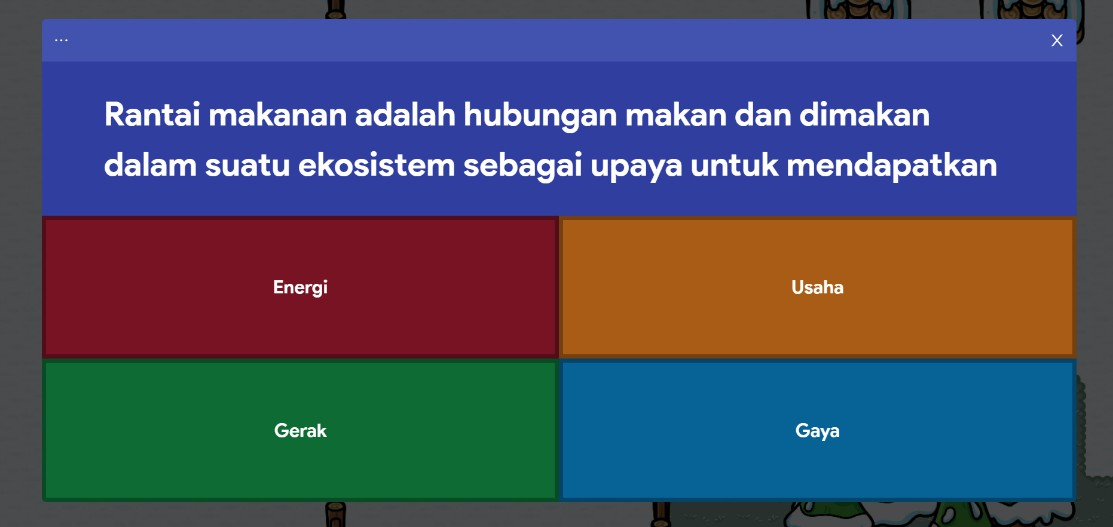 ...
X
Rantai makanan adalah hubungan makan dan dimakan
dalam suatu ekosistem sebagai upaya untuk mendapatkan
Energi
Usaha
Gerak
Gaya